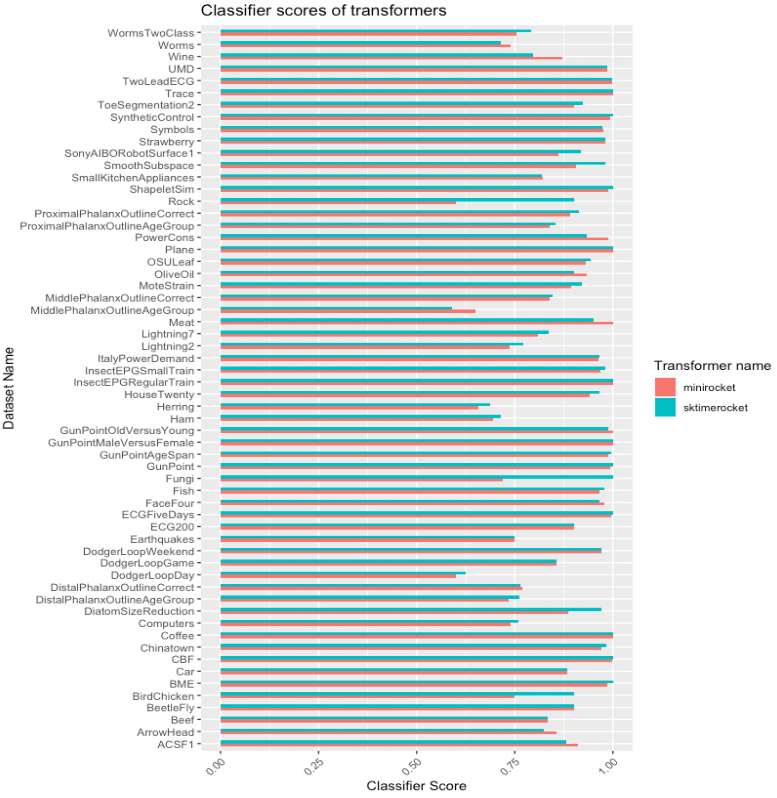 Classifier scores of transformers
WormsTwoClass
Worms
Wine
UMD
TwoLeadECG
Trace
ToeSegmentation2
SyntheticControl
Symbols
Strawberry
SonyAIBORobotSurface1
SmoothSubspace
SmallKitchenAppliances
ShapeletSim
Rock
ProximalPhalanxOutlineCorrect
ProximalPhalanxOutlineAgeGroup
PowerCons
Plane
OSULeaf
OliveOil
MoteStrain
MiddlePhalanxOutlineCorrect
MiddlePhalanxOutlineAgeGroup
Meat
Lightning7
Lightning2
ItalyPowerDemand
InsectEPGSmallTrain
InsectEPGRegularTrain
HouseTwenty
Herring
Ham
GunPointOldVersusYoung
GunPointMaleVersusFemale
GunPointAgeSpan
GunPoint
Fungi
Fish
FaceFour
ECGFiveDays
ECG200
Earthquakes
DodgerLoopWeekend
DodgerLoopGame
DodgerLoopDay
DistalPhalanxOutlineCorrect
DistalPhalanxOutlineAgeGroup
DiatomSizeReduction
Computers
Coffee
Chinatown
CBF
Car
BME
BirdChicken
BeetleFly
Beef
ArrowHead
ACSF1
Dataset Name
0.00
0.25
0.50
0.75
1.00
Classifier Score
Transformer name
minirocket
sktimerocket